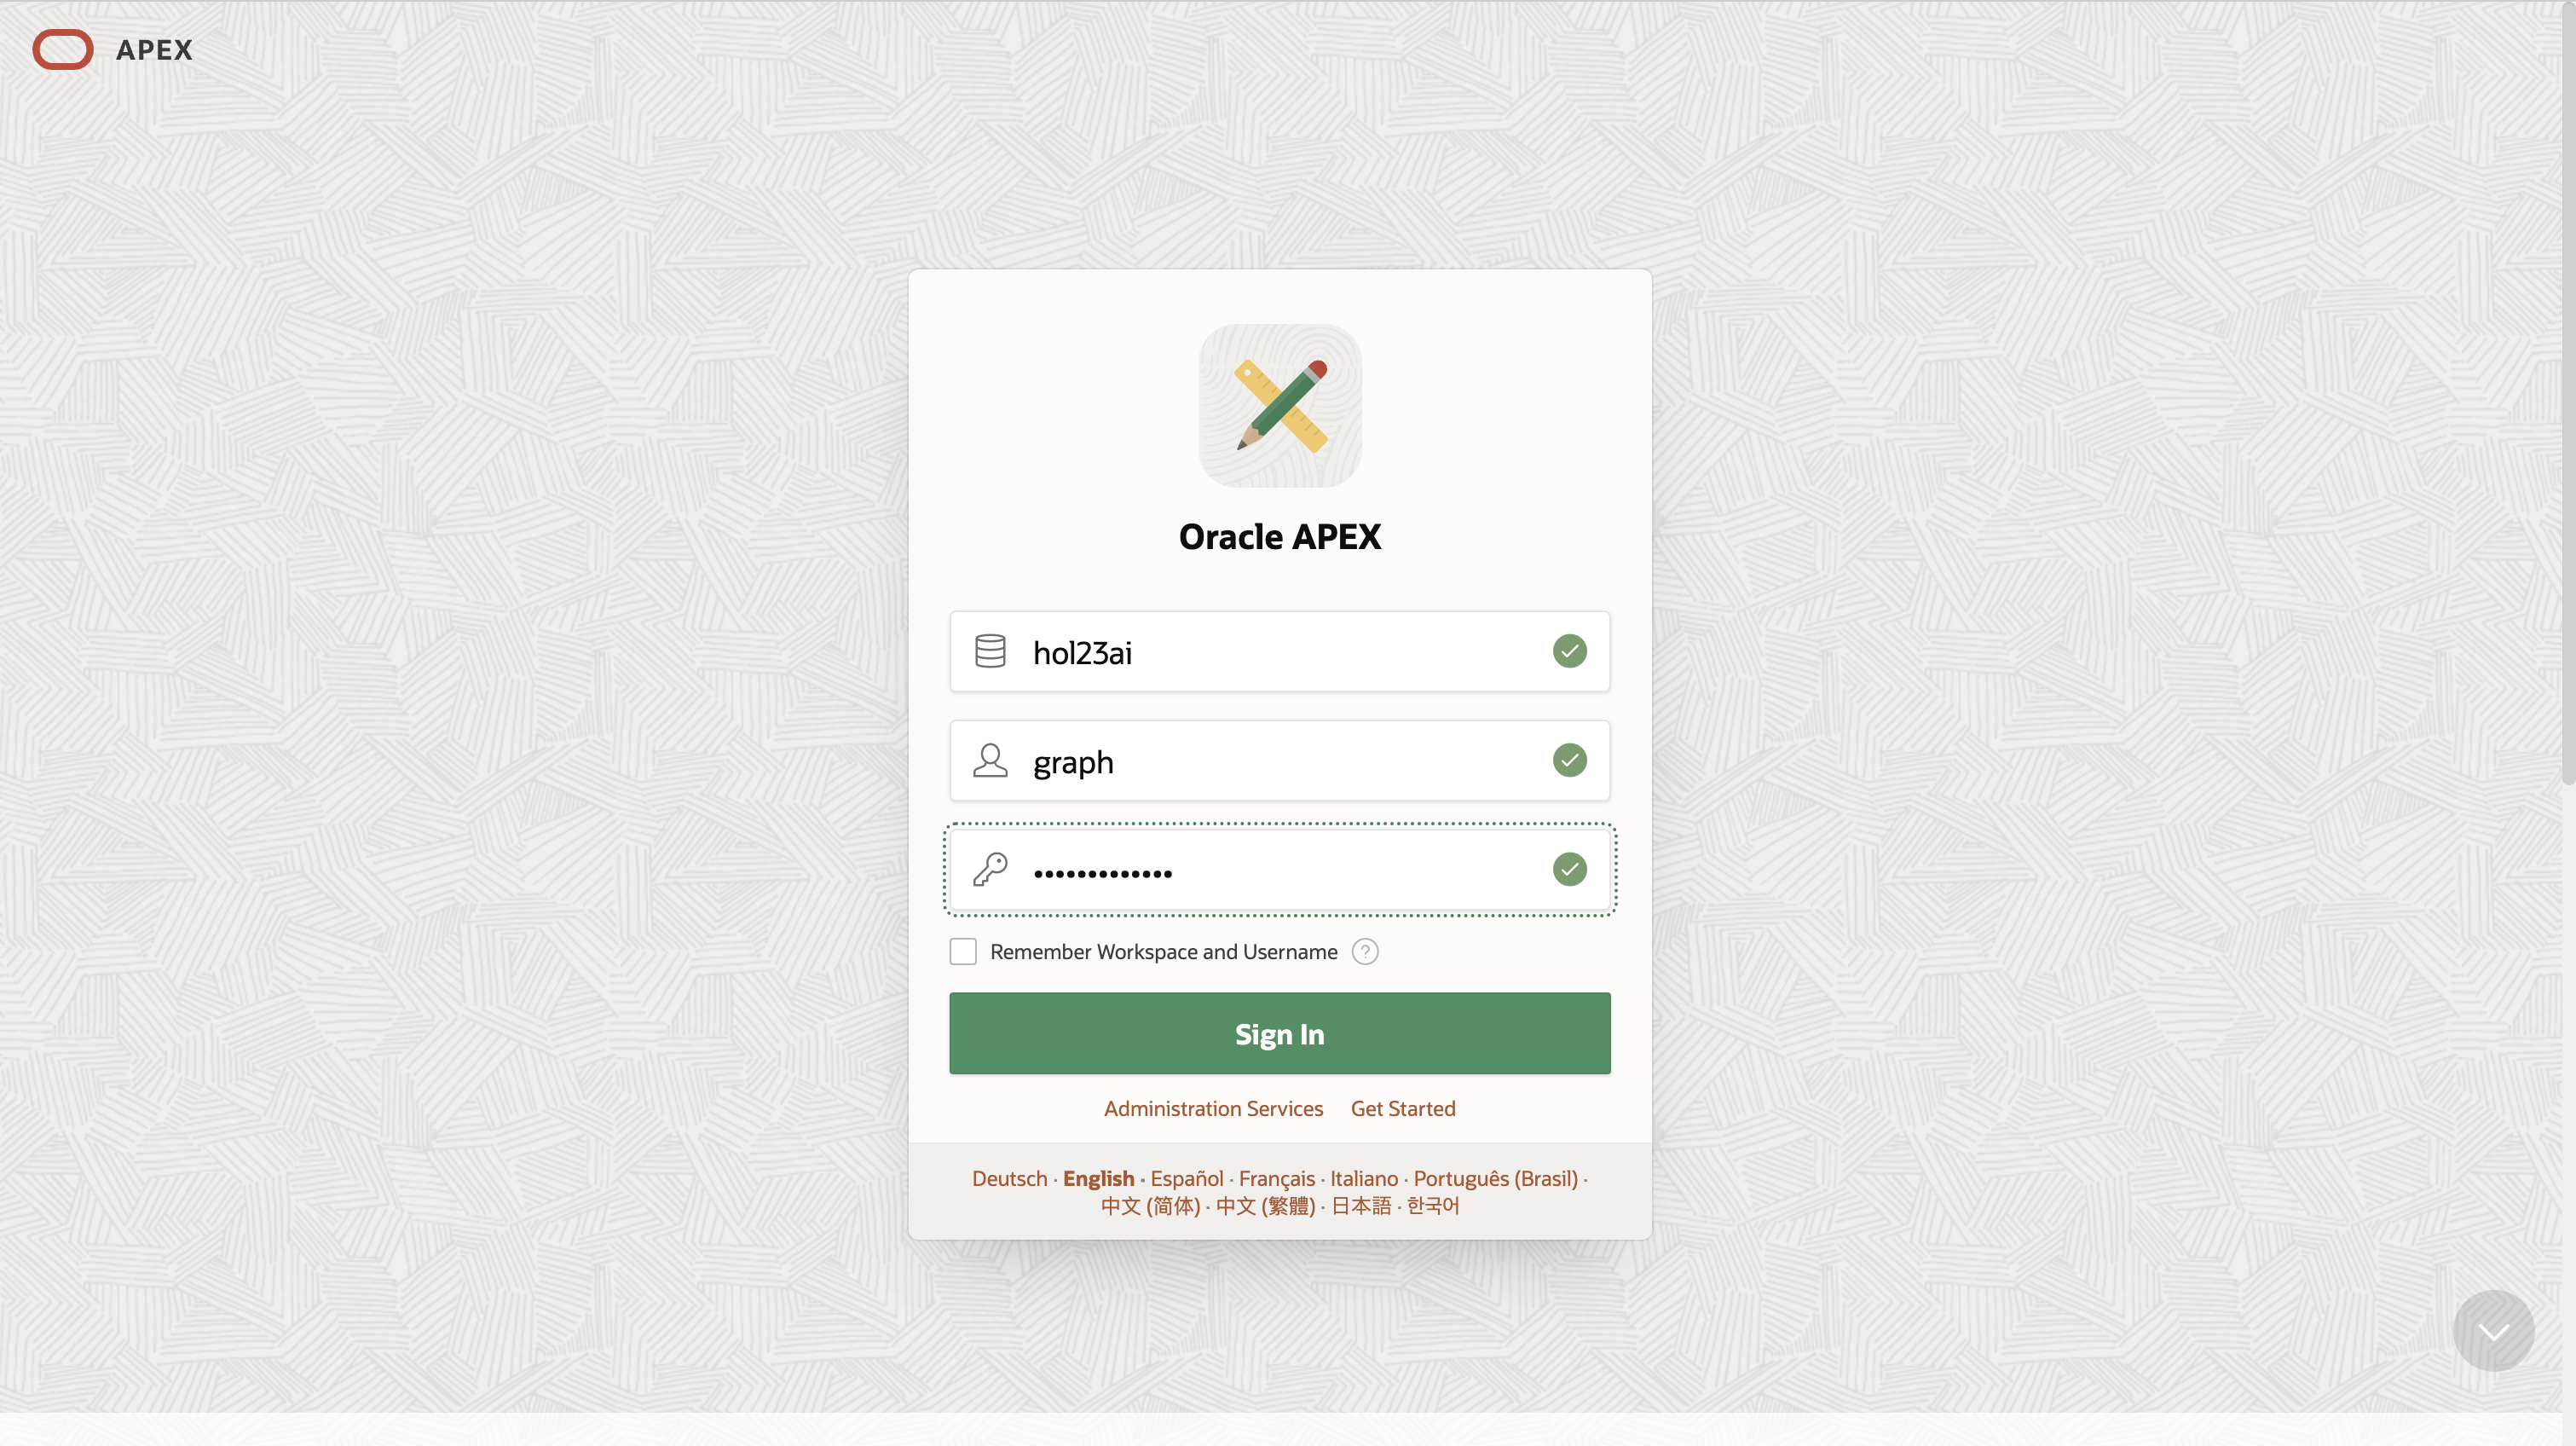 APEX
Oracle APEX
hol23ai
graph
•••••••••••••
Remember Workspace and Username ?
Sign In
Administration Services Get Started
Deutsch · English · Español · Français · Italiano · Português (Brasil) ·
中文 (简体) · 中文 (繁體) · 日本語 · 한국어